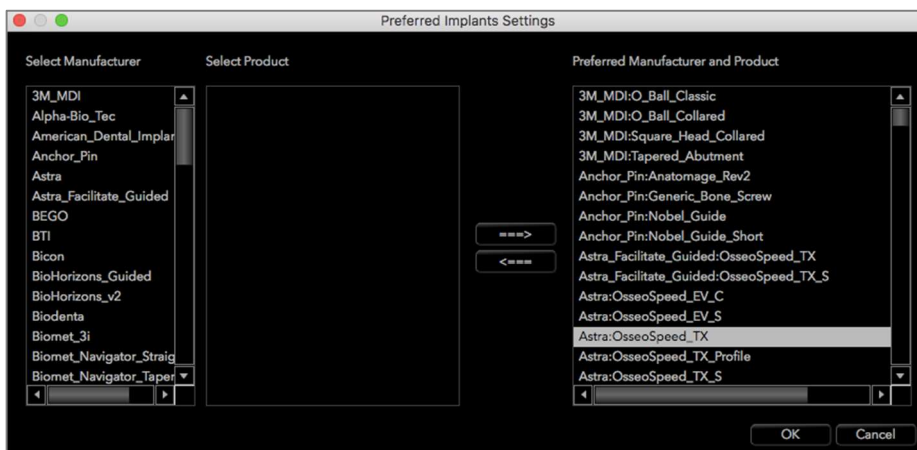 Preferred Implants Settings
Select Manufacturer
Select Product
Preferred Manufacturer and Product
3M_MDI
Alpha-Bio_Tec
American_Dental_Implan
Anchor_Pin
Astra
Astra_Facilitate_Guided
BEGO
BTI
Bicon
BioHorizons_Guided
BioHorizons_v2
Biodenta
Biomet_3i
Biomet_Navigator_Straig
Biomet_Navigator_Taper
===>
<===
3M_MDI:O_Ball_Classic
3M_MDI:O_Ball_Collared
3M_MDI:Square_Head_Collared
3M_MDI:Tapered_Abutment
Anchor_Pin:Anatomage_Rev2
Anchor_Pin:Generic_Bone_Screw
Anchor_Pin:Nobel_Guide
Anchor_Pin:Nobel_Guide_Short
Astra_Facilitate_Guided:OsseoSpeed_TX
Astra_Facilitate_Guided:OsseoSpeed_TX_S
Astra:OsseoSpeed_EV_C
Astra:OsseoSpeed_EV_S
Astra:OsseoSpeed_TX
Astra:OsseoSpeed_TX_Profile
Astra:OsseoSpeed_TX_S
OK
Cancel